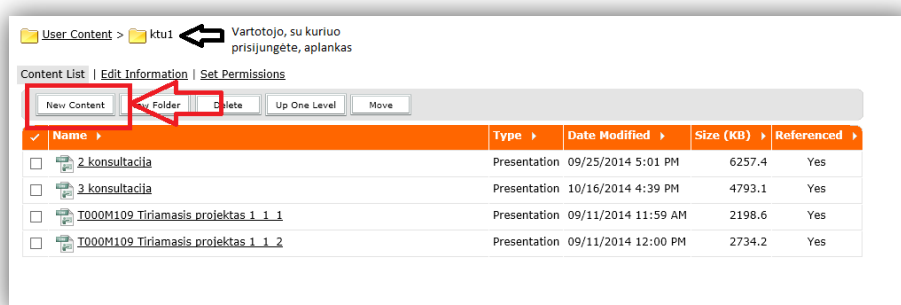 User Content > ktu1
Vartotojo, su kuriuo
prisijungėte, aplankas
Content List | Edit Information | Set Permissions
New Content Folder Delete Up One Level Move
Name Type Date Modified Size (KB) Referenced
2 konsultacija Presentation 09/25/2014 5:01 PM 6257.4 Yes
3 konsultacija Presentation 10/16/2014 4:39 PM 4793.1 Yes
T000M109 Tiriamasis projektas 1_1_1 Presentation 09/11/2014 11:59 AM 2198.6 Yes
T000M109 Tiriamasis projektas 1_1_2 Presentation 09/11/2014 12:00 PM 2734.2 Yes